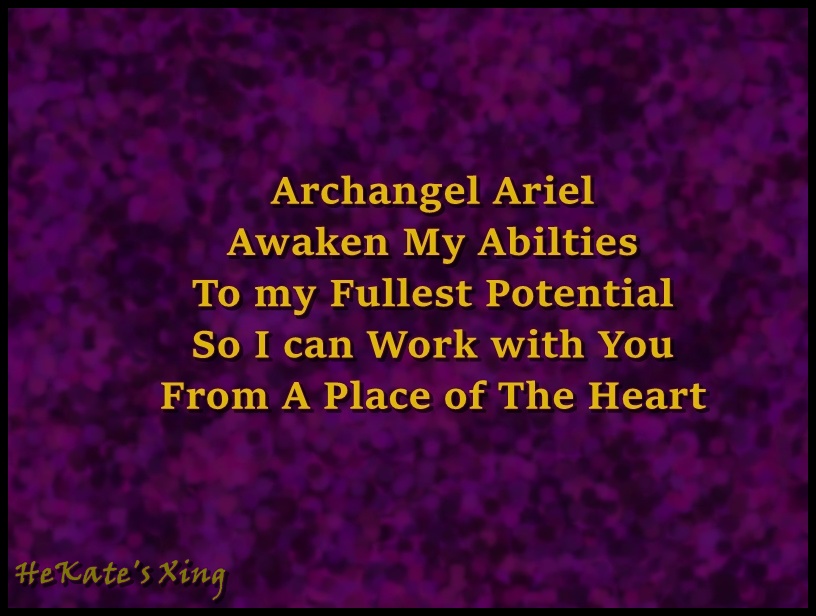 Archangel Ariel
Awaken My Abilties
To my Fullest Potential
So I can Work with You
From A Place of The Heart
HeKate's Xing